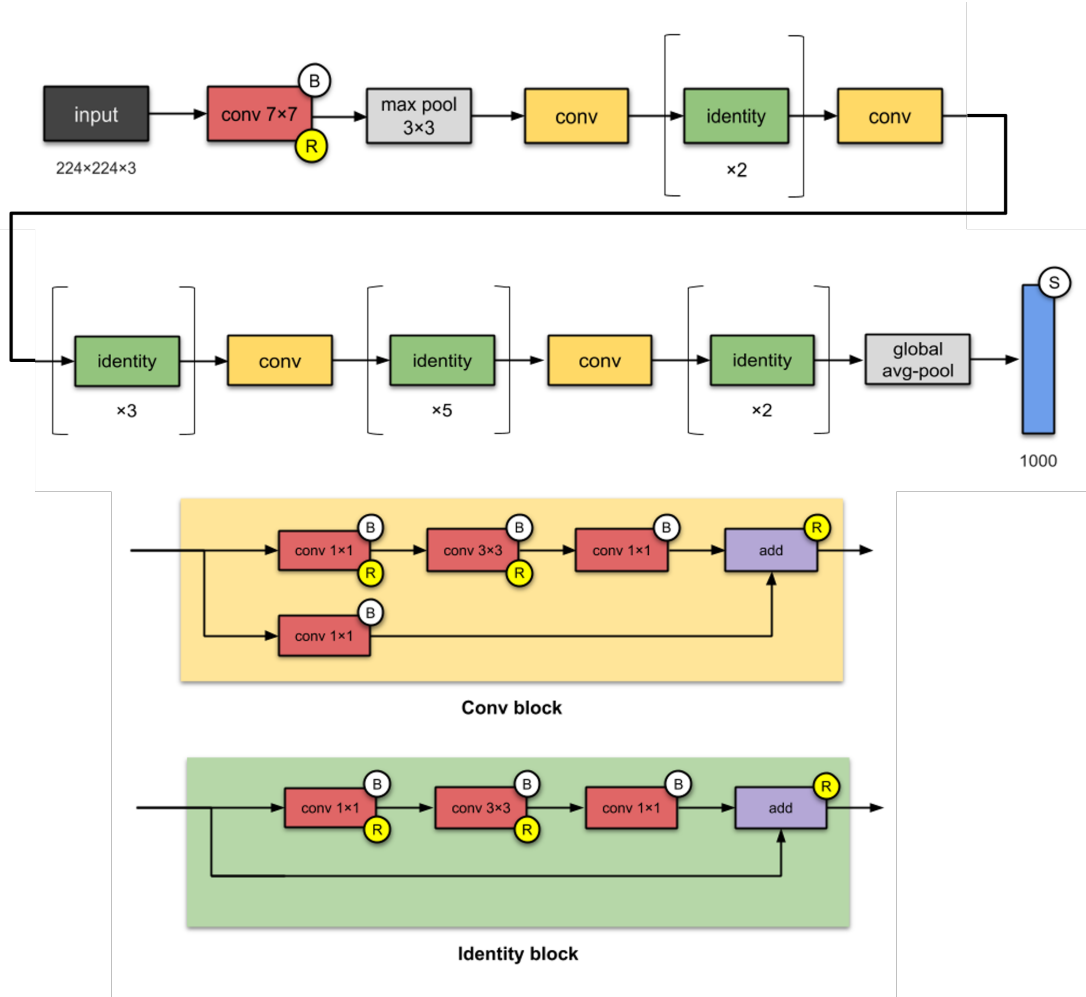 input
224×224×3
conv 7×7
B
R
max pool
3×3
conv
identity
×2
conv
identity
×3
conv
identity
×5
conv
identity
×2
global
avg-pool
S
1000
conv 1×1
B
R
conv 3×3
B
R
conv 1×1
B
add
R
conv 1×1
B
Conv block
conv 1×1
B
R
conv 3×3
B
R
conv 1×1
B
add
R
Identity block